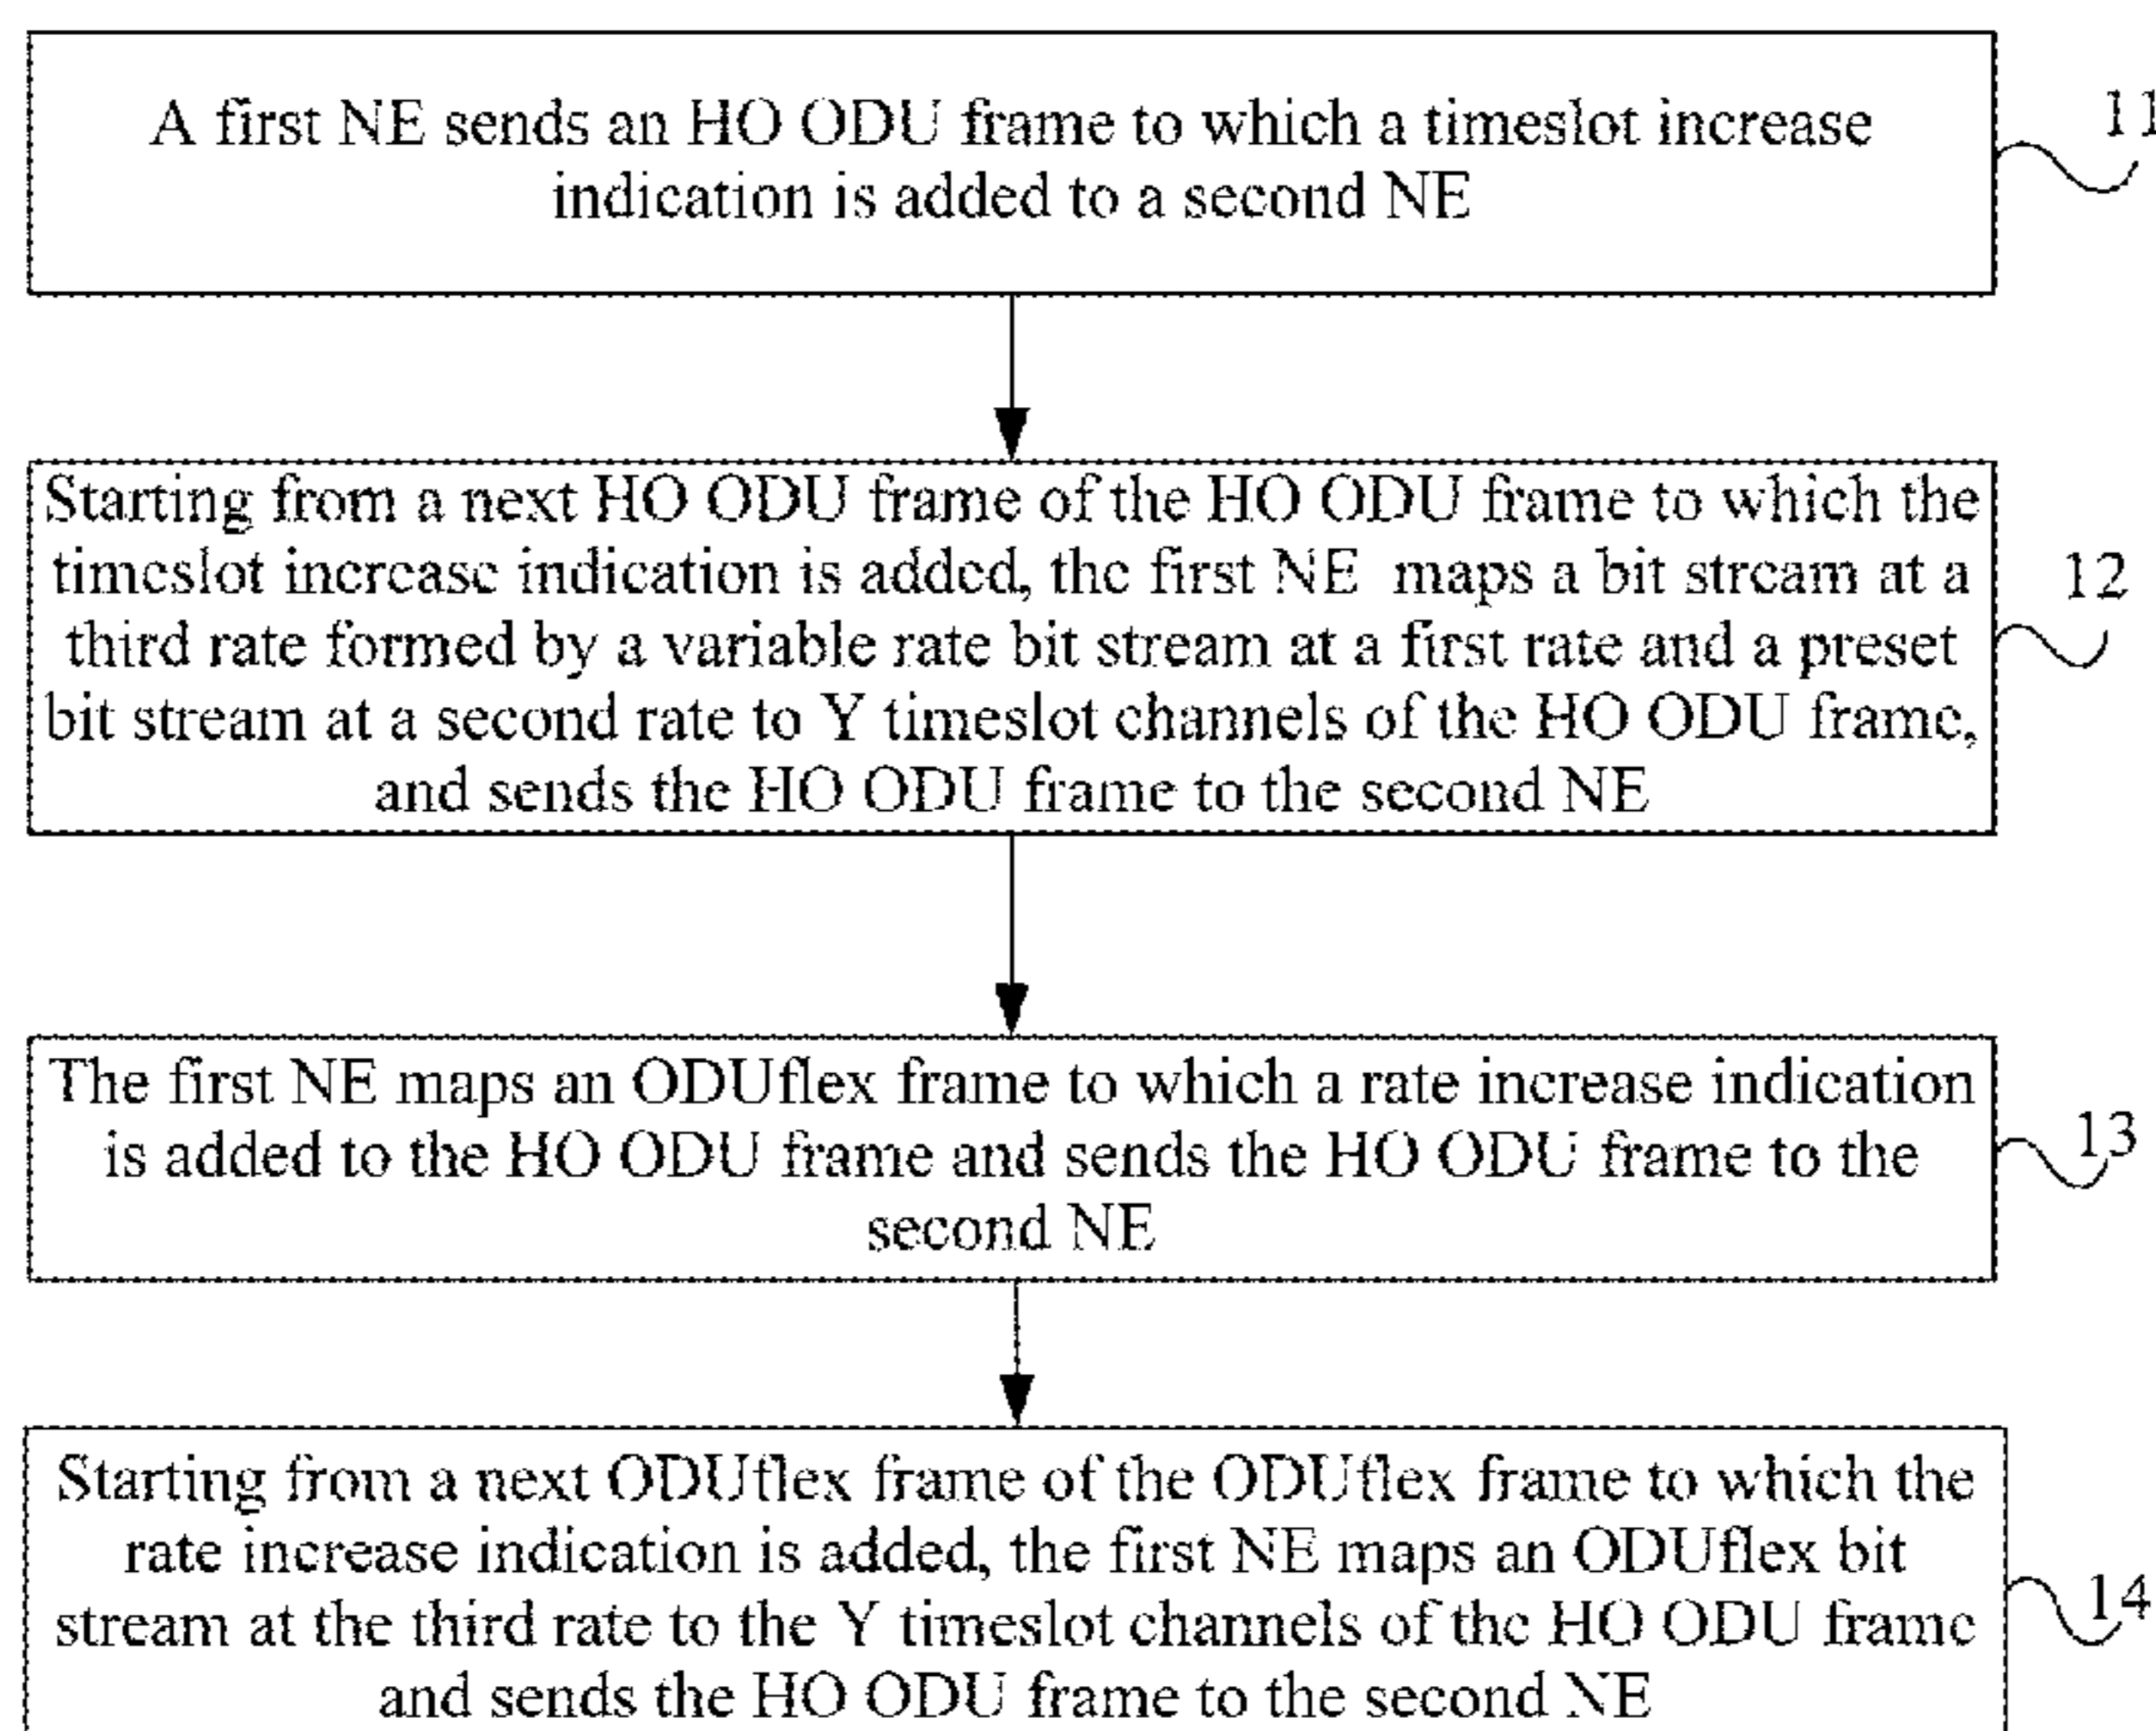 A first NE sends an HO ODU frame to which a timeslot increase
indication is added to a second NE
11
Starting from a next HO ODU frame of the HO ODU frame to which the
timeslot increase indication is added, the first NE maps a bit stream at a
third rate formed by a variable rate bit stream at a first rate and a preset
bit stream at a second rate to Y timeslot channels of the HO ODU frame,
and sends the HO ODU frame to the second NE
12
The first NE maps an ODUflex frame to which a rate increase indication
is added to the HO ODU frame and sends the HO ODU frame to the
second NE
13
Starting from a next ODUflex frame of the ODUflex frame to which the
rate increase indication is added, the first NE maps an ODUflex bit
stream at the third rate to the Y timeslot channels of the HO ODU frame
and sends the HO ODU frame to the second NE
14